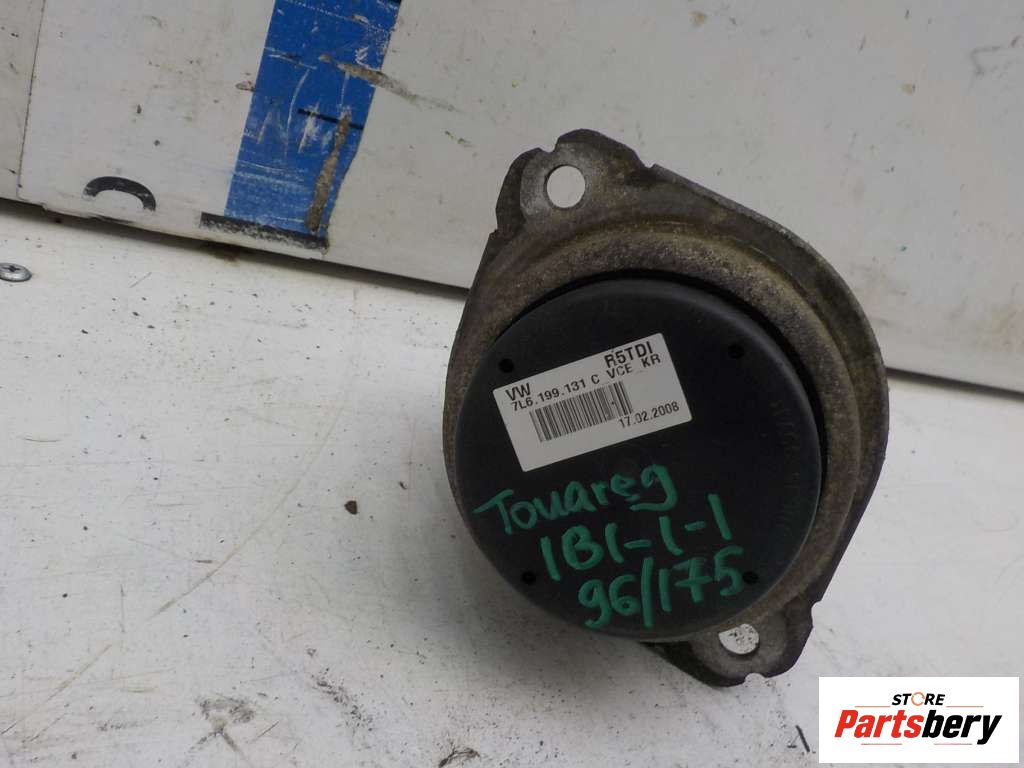 VW R5TDI
7L6.199.131 C VCE KR
17.02.2008
Touareg
1B1-1-1
96/175
STORE
Partsbery